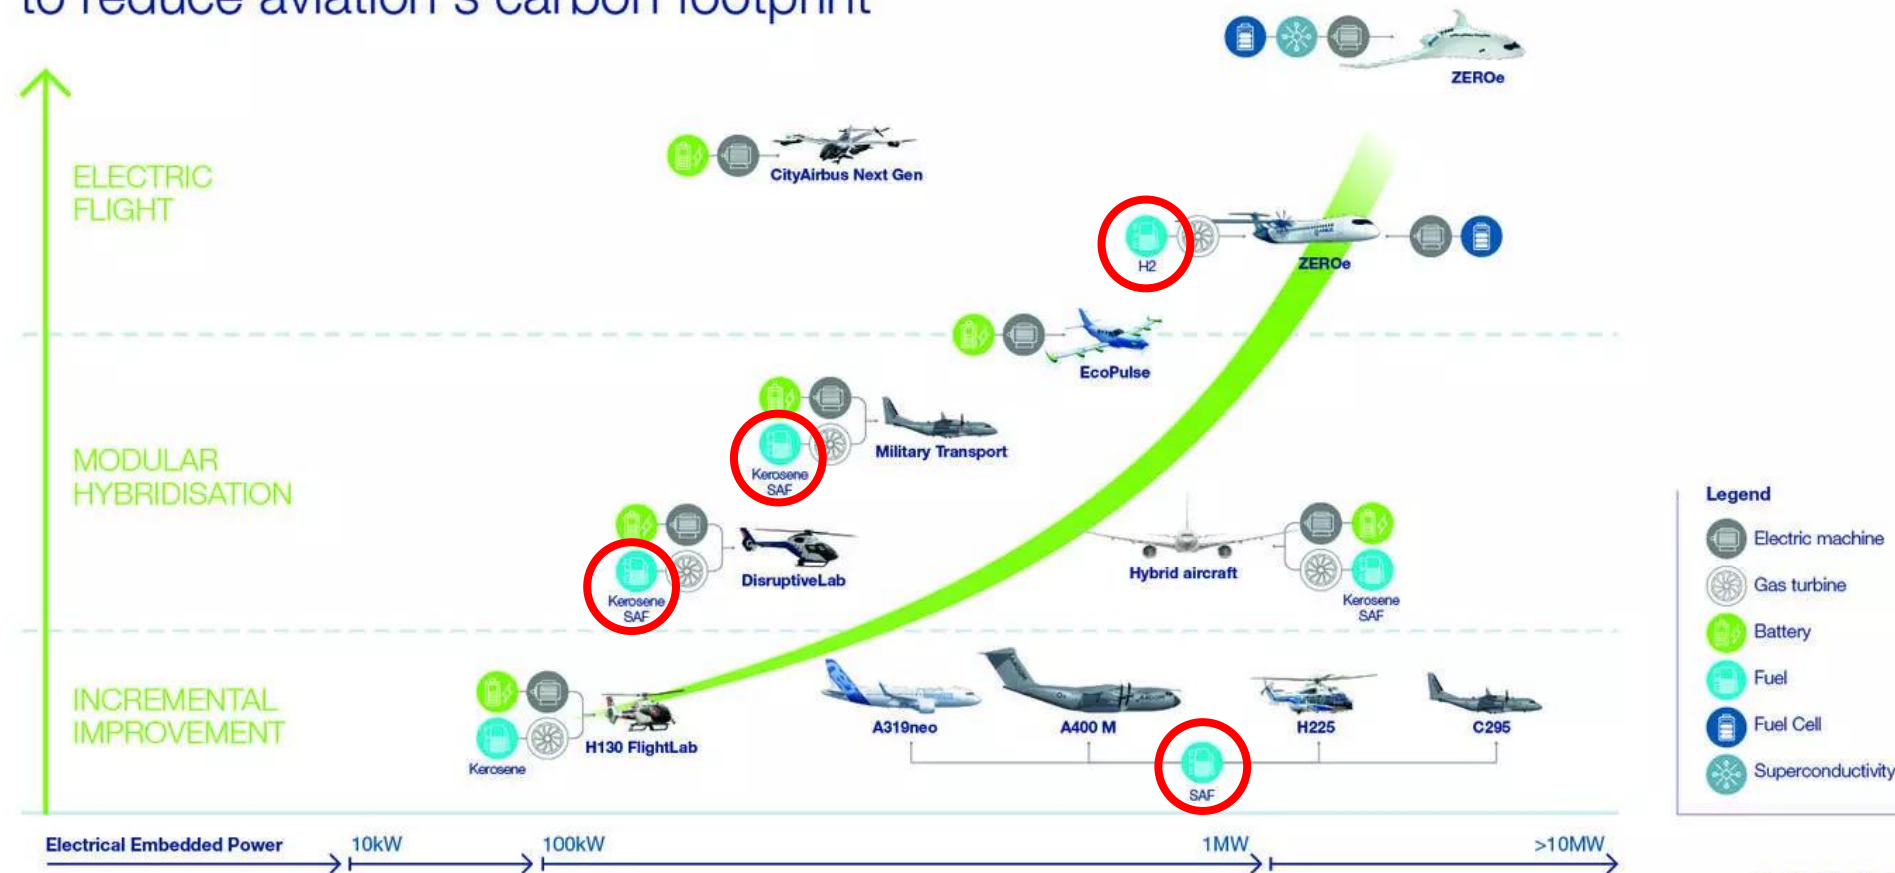 to reduce aviation's carbon footprint
ZEROe
ELECTRIC
FLIGHT
CityAirbus Next Gen
H2
ZEROe
EcoPulse
MODULAR
HYBRIDISATION
Kerosene
SAF
Military Transport
Kerosene
SAF
DisruptiveLab
Hybrid aircraft
Kerosene
SAF
INCREMENTAL
IMPROVEMENT
Kerosene
H130 FlightLab
A319neo
A400 M
H225
C295
SAF
Electrical Embedded Power
10kW
100kW
1MW
>10MW
Legend
Electric machine
Gas turbine
Battery
Fuel
Fuel Cell
Superconductivity